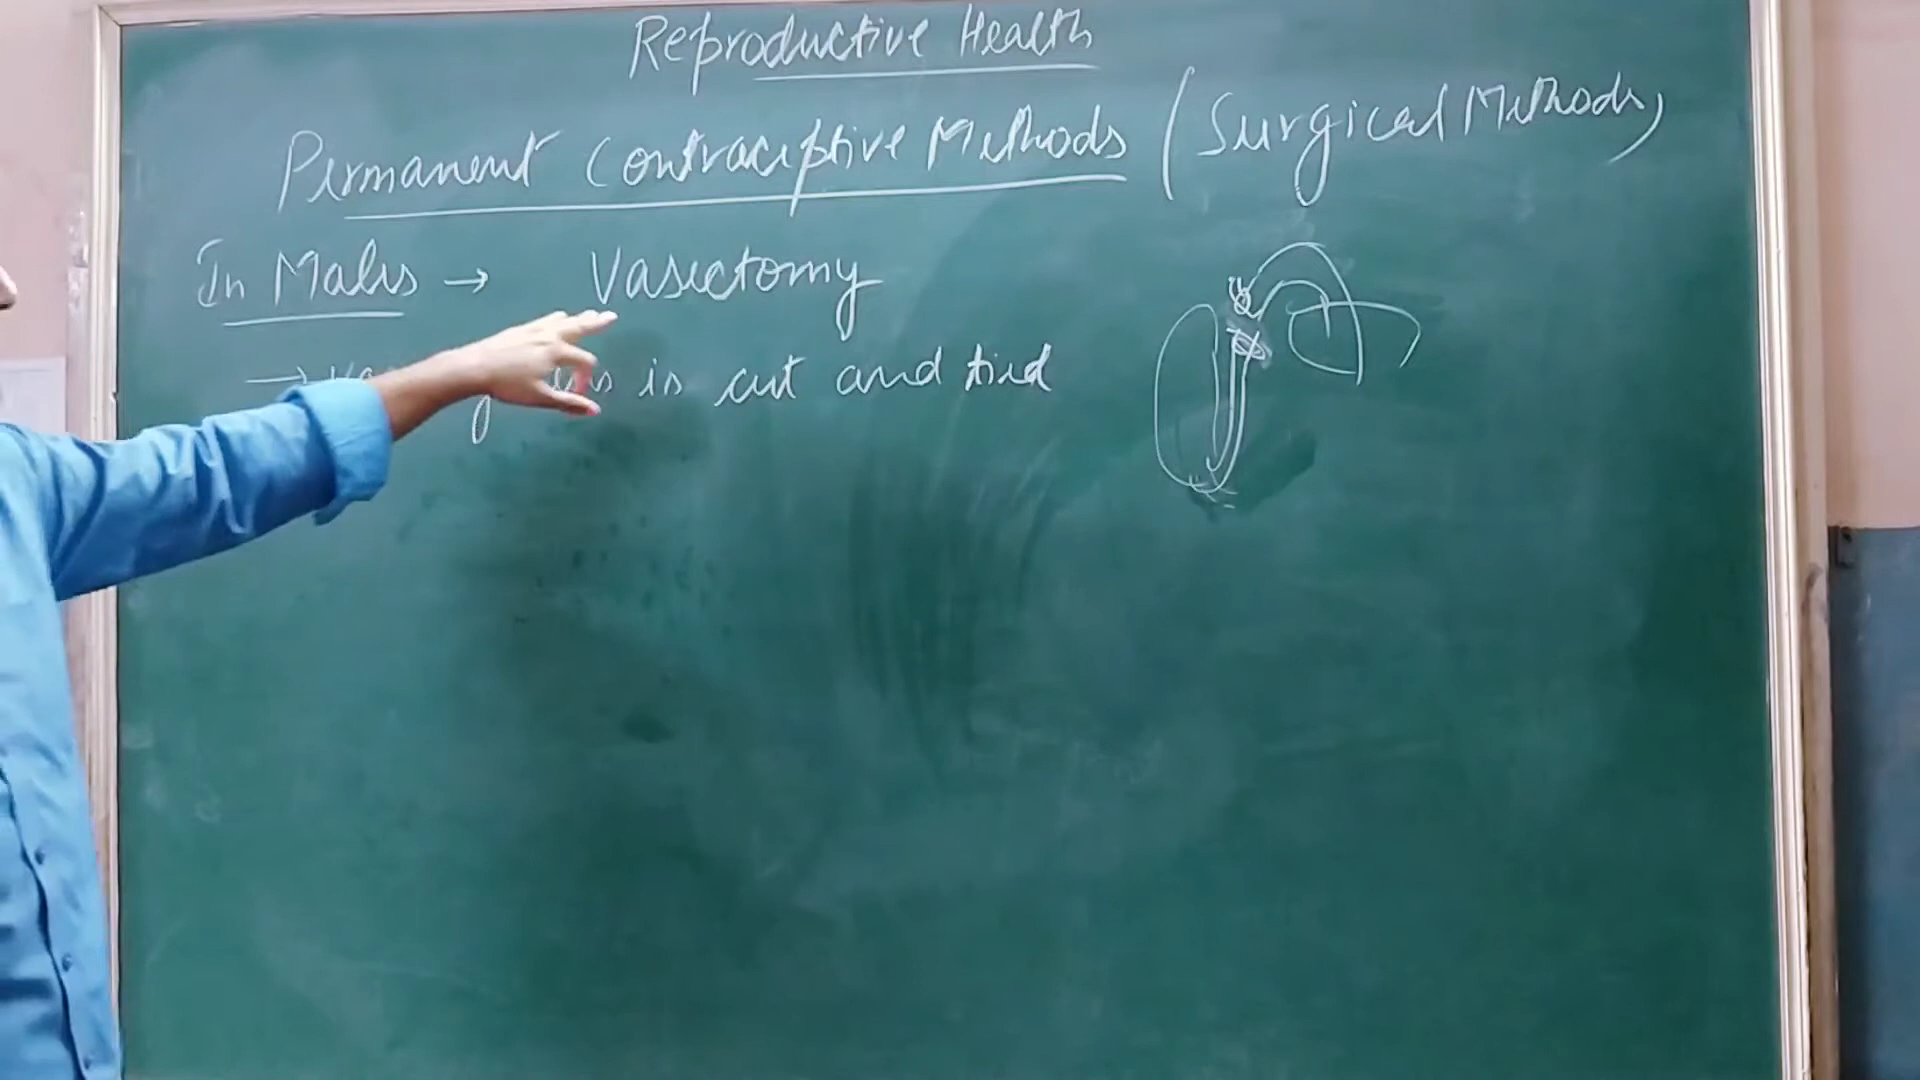 Reproductive Health
Permanent Contraceptive Methods (Surgical Methods)
In Males → Vasectomy
→ is cut and tied